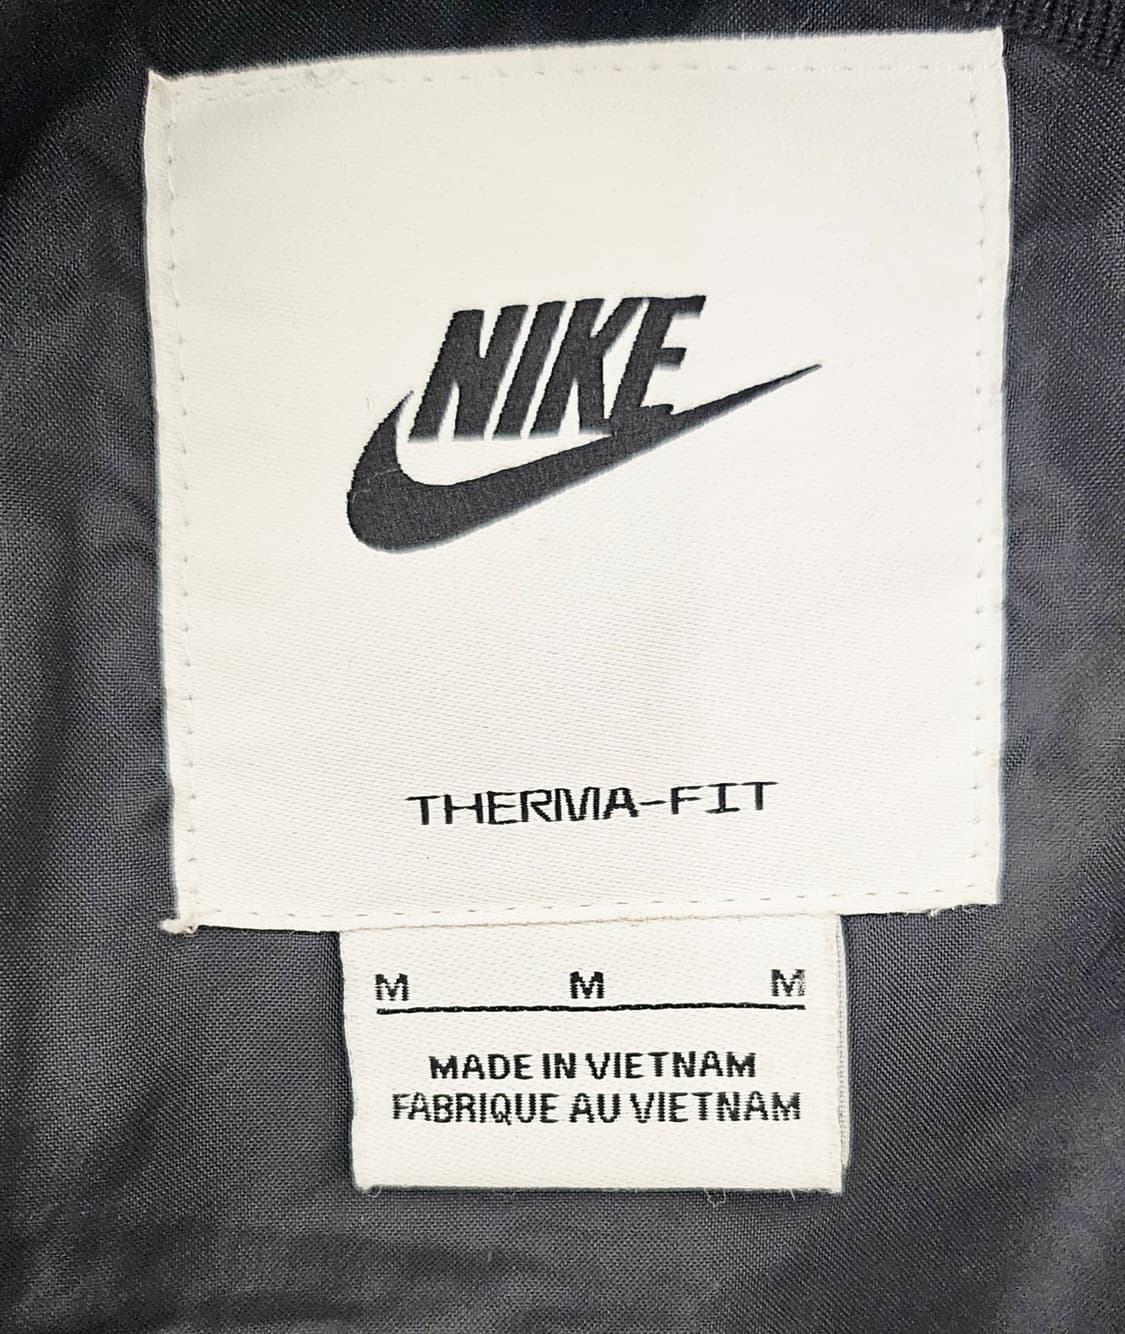 NIKE
THERMA-FIT
M M M
MADE IN VIETNAM
FABRIQUE AU VIETNAM